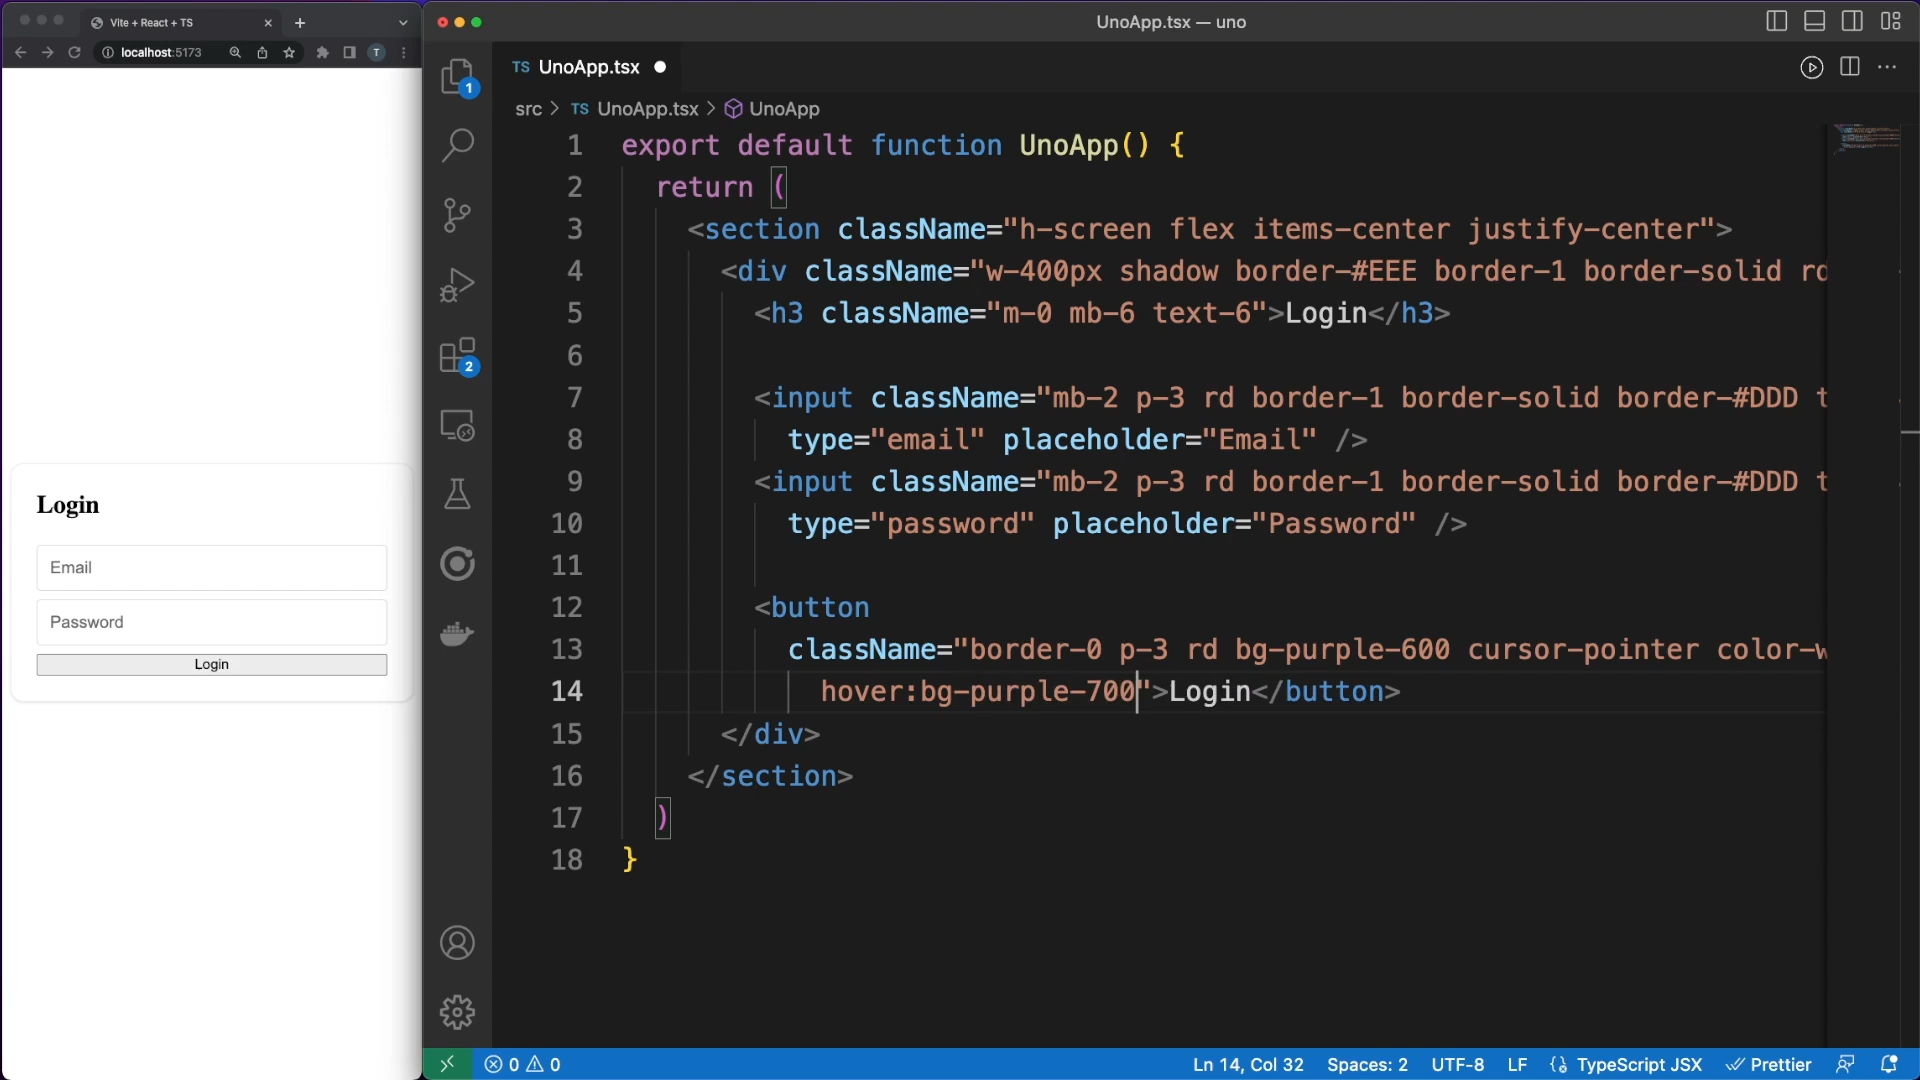 Vite + React + TS
localhost:5173
T
Login
Email
Password
Login
UnoApp.tsx — uno
TS UnoApp.tsx
src > TS UnoApp.tsx > UnoApp
1
2
1 export default function UnoApp() {
2 return (
3 <section className="h-screen flex items-center justify-center">
4 <div className="w-400px shadow border-#EEE border-1 border-solid rd
5 <h3 className="m-0 mb-6 text-6">Login</h3>
6
7 <input className="mb-2 p-3 rd border-1 border-solid border-#DDD t
8 type="email" placeholder="Email" />
9 <input className="mb-2 p-3 rd border-1 border-solid border-#DDD t
10 type="password" placeholder="Password" />
11
12 <button
13 className="border-0 p-3 rd bg-purple-600 cursor-pointer color-w
14 hover:bg-purple-700">Login</button>
15 </div>
16 </section>
17 )
18 }
0 0
Ln 14, Col 32 Spaces: 2 UTF-8 LF {} TypeScript JSX Prettier